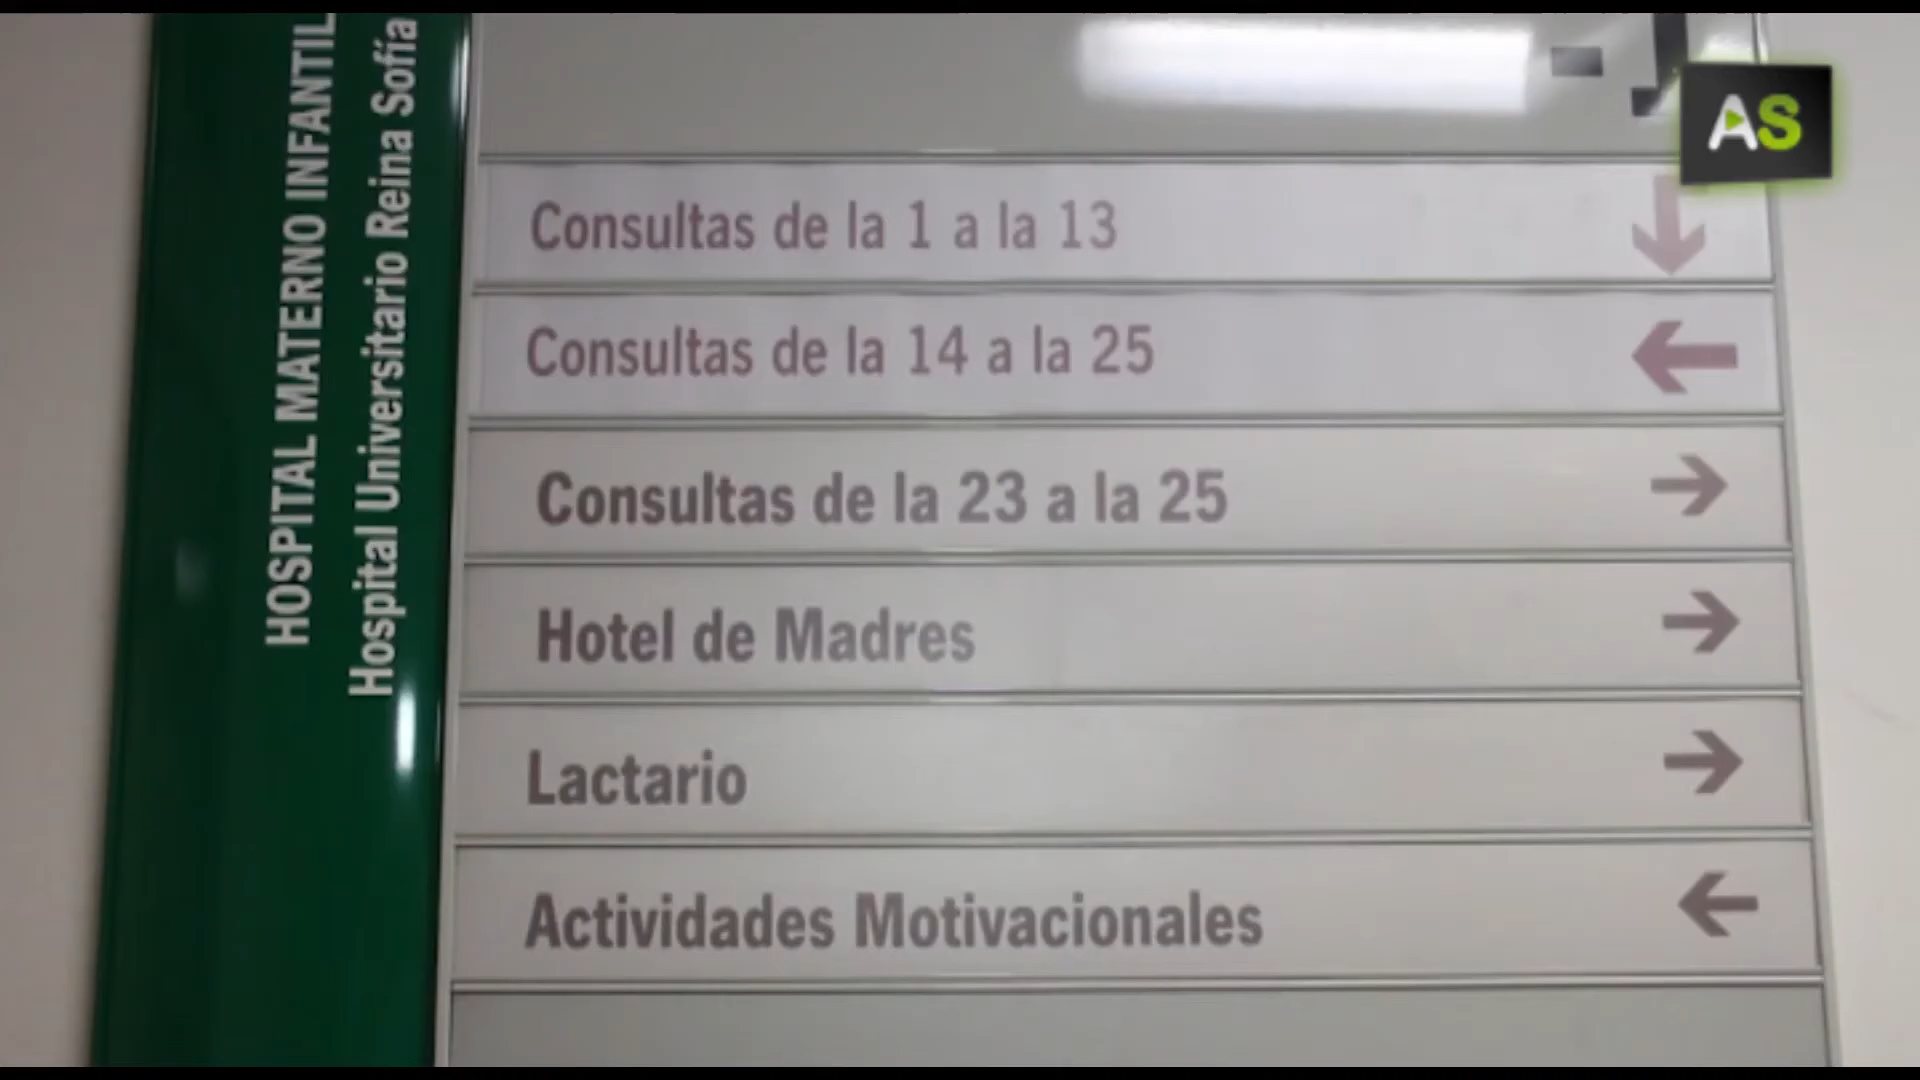 HOSPITAL MATERNO INFANTIL
Hospital Universitario Reina Sofía
AS
Consultas de la 1 a la 13
Consultas de la 14 a la 25
Consultas de la 23 a la 25
Hotel de Madres
Lactario
Actividades Motivacionales